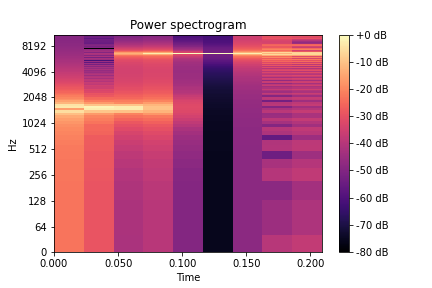 Power spectrogram
8192
4096
2048
1024
512
256
128
64
0
Hz
0.000 0.050 0.100 0.150 0.200
Time
+0 dB
-10 dB
-20 dB
-30 dB
-40 dB
-50 dB
-60 dB
-70 dB
-80 dB